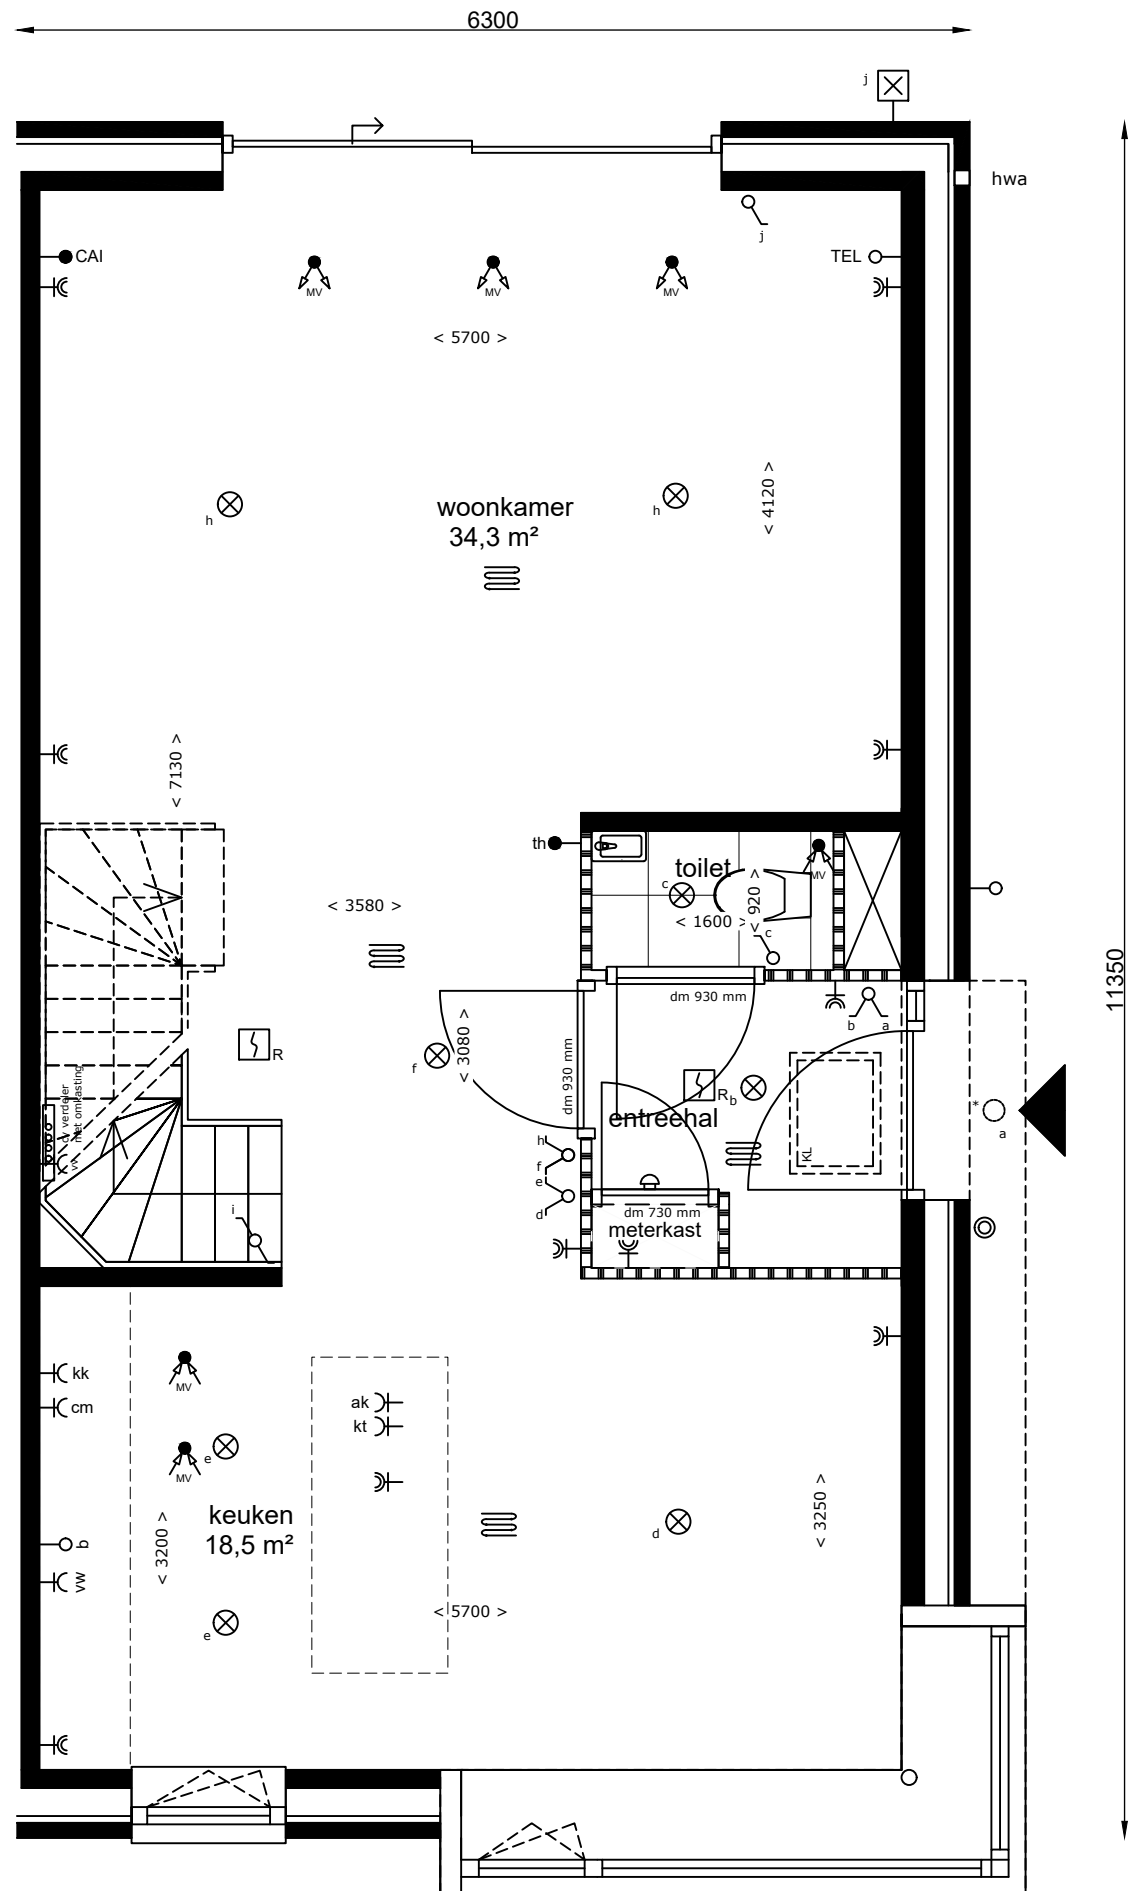 6300
j
hwa
j
CAI
TEL
MV
MV
MV
< 5700 >
h
woonkamer
34,3 m²
h
< 4120 >
< 7130 >
th
toilet
MV
c
< 920 >
< 1600 >
c
< 3580 >
dm 930 mm
b
a
11350
R
f
< 3080 >
dm 930 mm
R
b
entreehal
KL
*
a
cv verdeler
met omkasting
vv
h
f
e
d
dm 730 mm
meterkast
i
kk
cm
MV
ak
kt
e
MV
keuken
18,5 m²
d
< 3250 >
< 3200 >
b
vw
e
< 5700 >